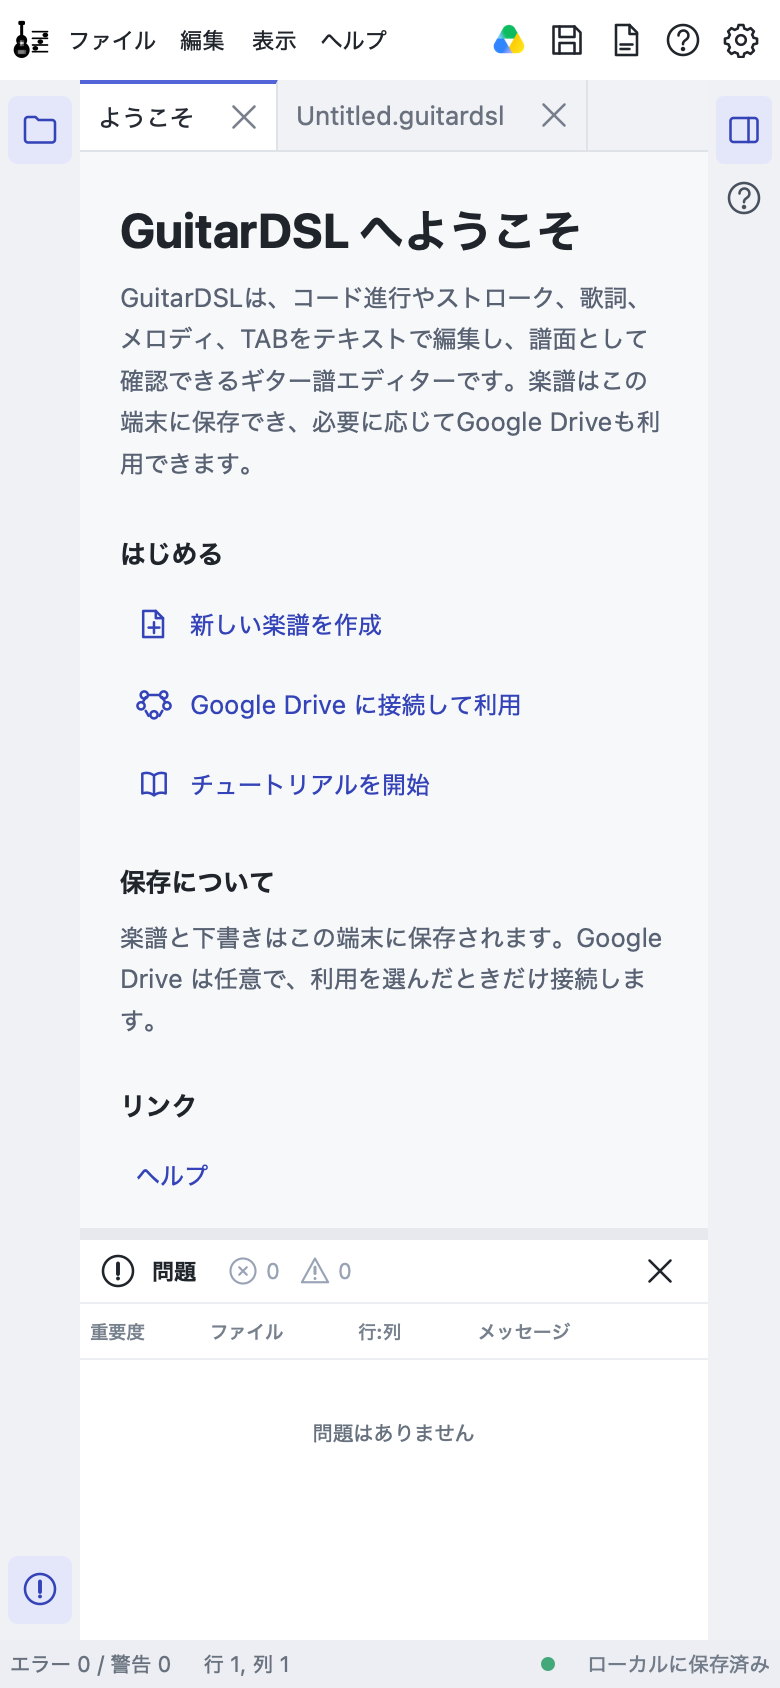 ファイル 編集 表示 ヘルプ
ようこそ Untitled.guitardsl
GuitarDSL へようこそ
GuitarDSLは、コード進行やストローク、歌詞、
メロディ、TABをテキストで編集し、譜面として
確認できるギター譜エディターです。楽譜はこの
端末に保存でき、必要に応じてGoogle Driveも利
用できます。
はじめる
新しい楽譜を作成
Google Drive に接続して利用
チュートリアルを開始
保存について
楽譜と下書きはこの端末に保存されます。Google
Drive は任意で、利用を選んだときだけ接続しま
す。
リンク
ヘルプ
問題 0 0
重要度 ファイル 行:列 メッセージ
問題はありません
エラー 0 / 警告 0 行 1, 列 1 ローカルに保存済み